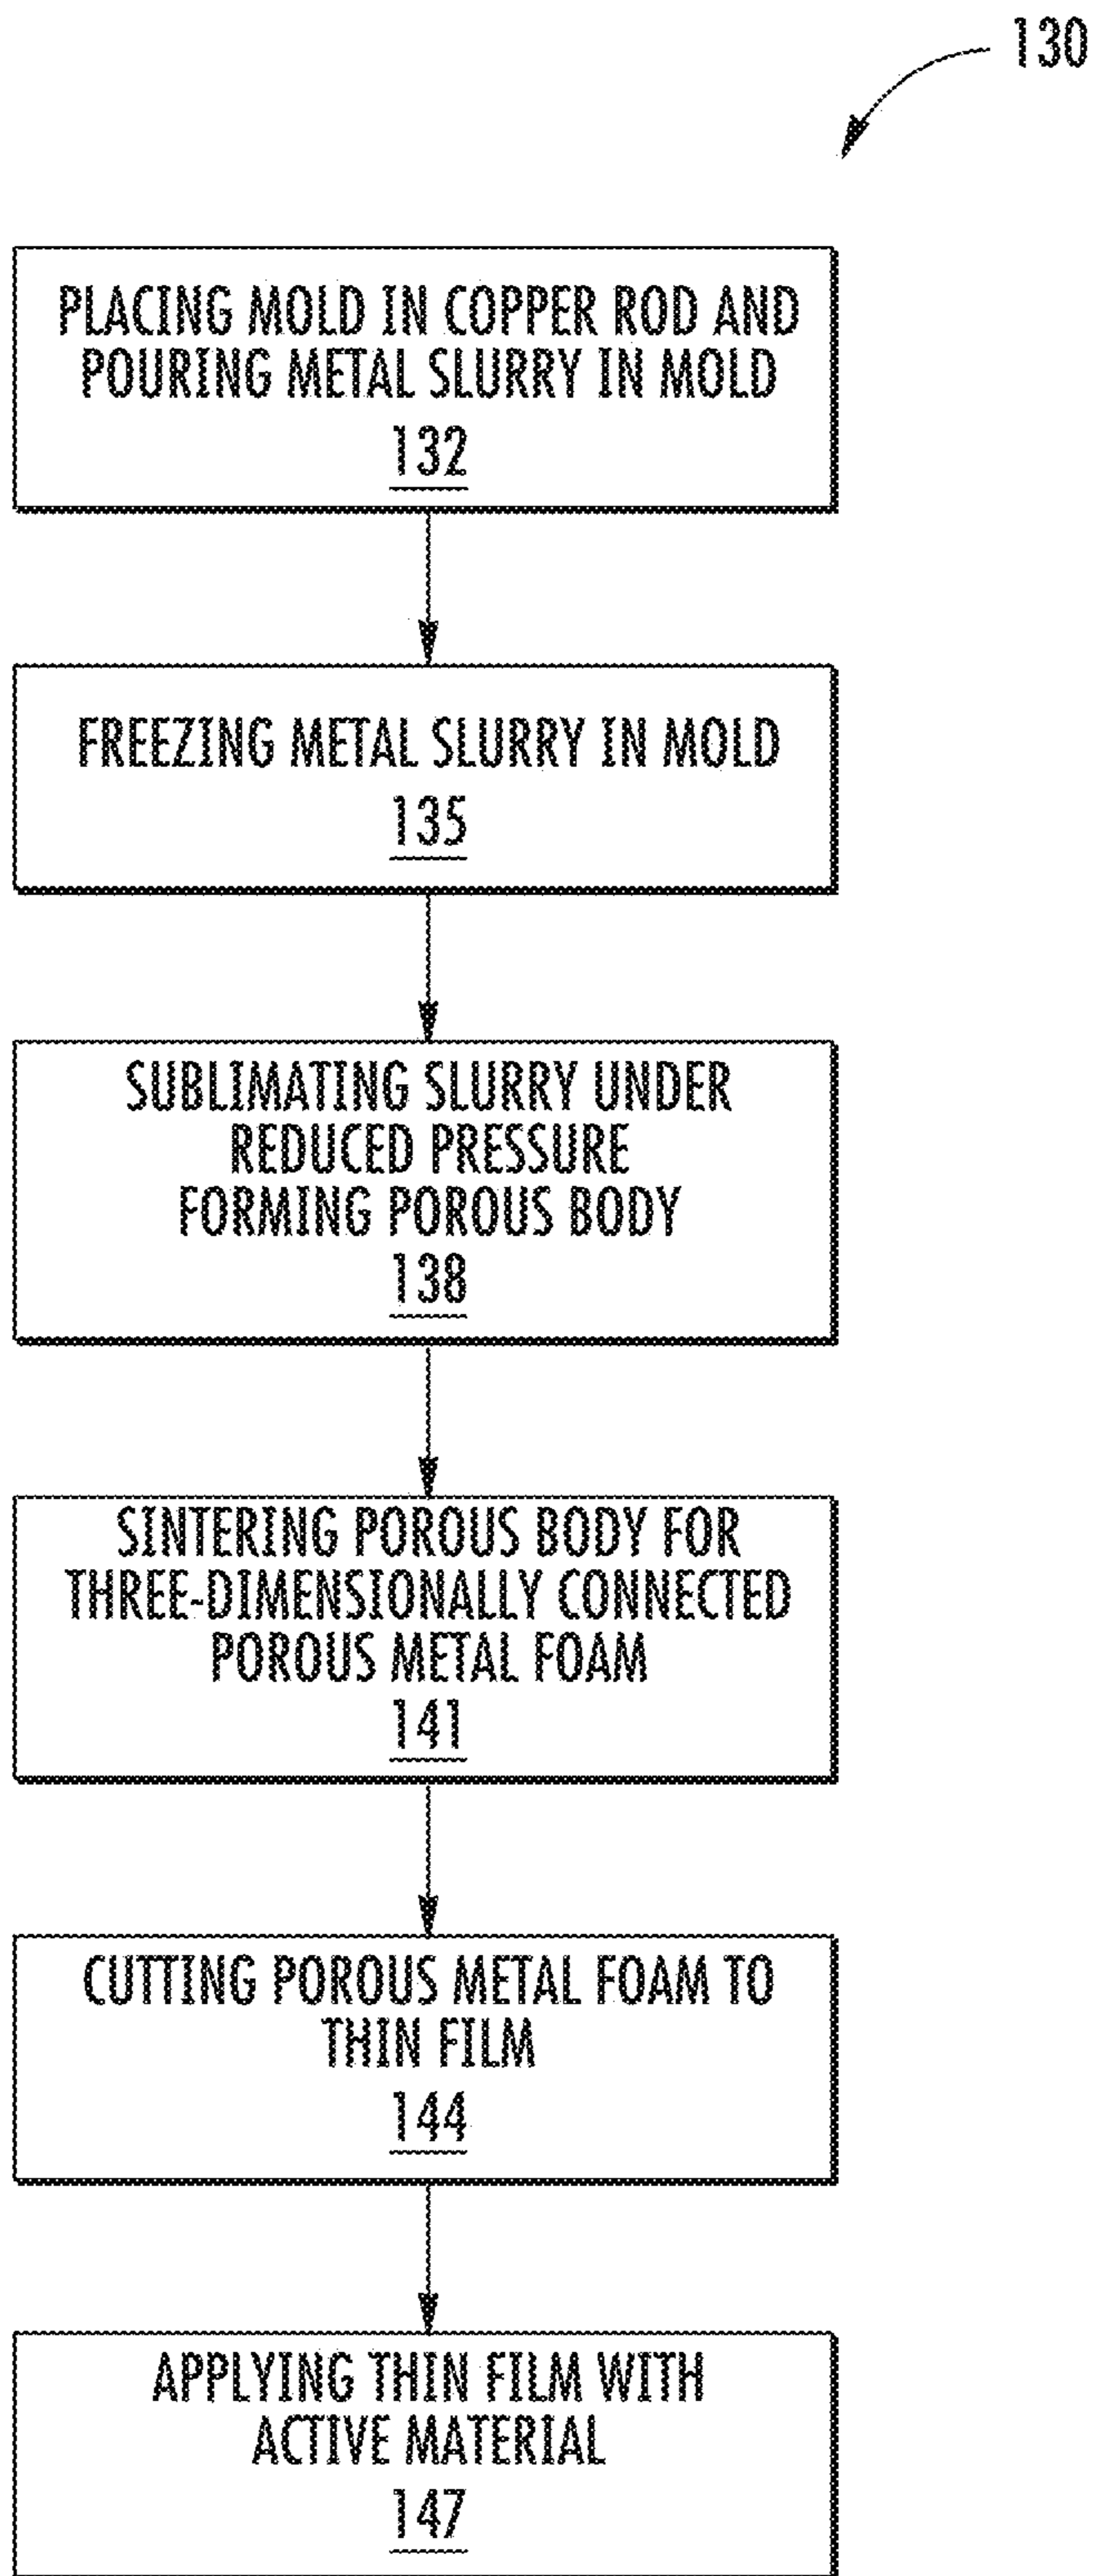 130
PLACING MOLD IN COPPER ROD AND
POURING METAL SLURRY IN MOLD
132
FREEZING METAL SLURRY IN MOLD
135
SUBLIMATING SLURRY UNDER
REDUCED PRESSURE
FORMING POROUS BODY
138
SINTERING POROUS BODY FOR
THREE-DIMENSIONALLY CONNECTED
POROUS METAL FOAM
141
CUTTING POROUS METAL FOAM TO
THIN FILM
144
APPLYING THIN FILM WITH
ACTIVE MATERIAL
147